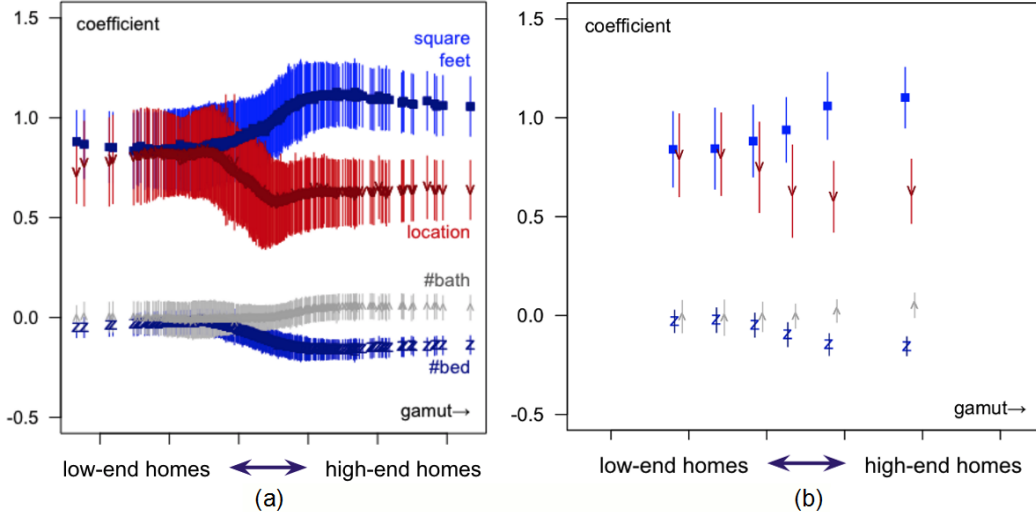 coefficient
square
feet
location
#bath
#bed
gamut→
1.5
1.0
0.5
0.0
-0.5
low-end homes
high-end homes
(a)
coefficient
gamut→
1.5
1.0
0.5
0.0
-0.5
low-end homes
high-end homes
(b)